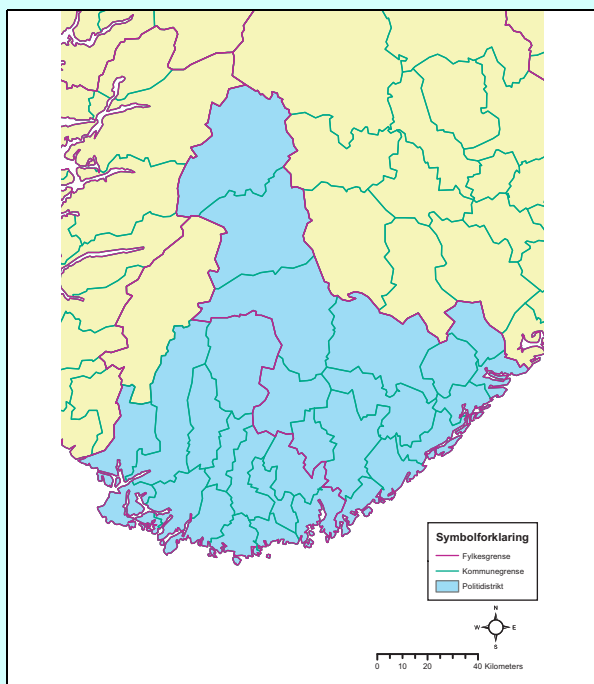 Symbolforklaring
Fylkesgrense
Kommunegrense
Politidistrikt
N
W E
S
0 10 20 40 Kilometers